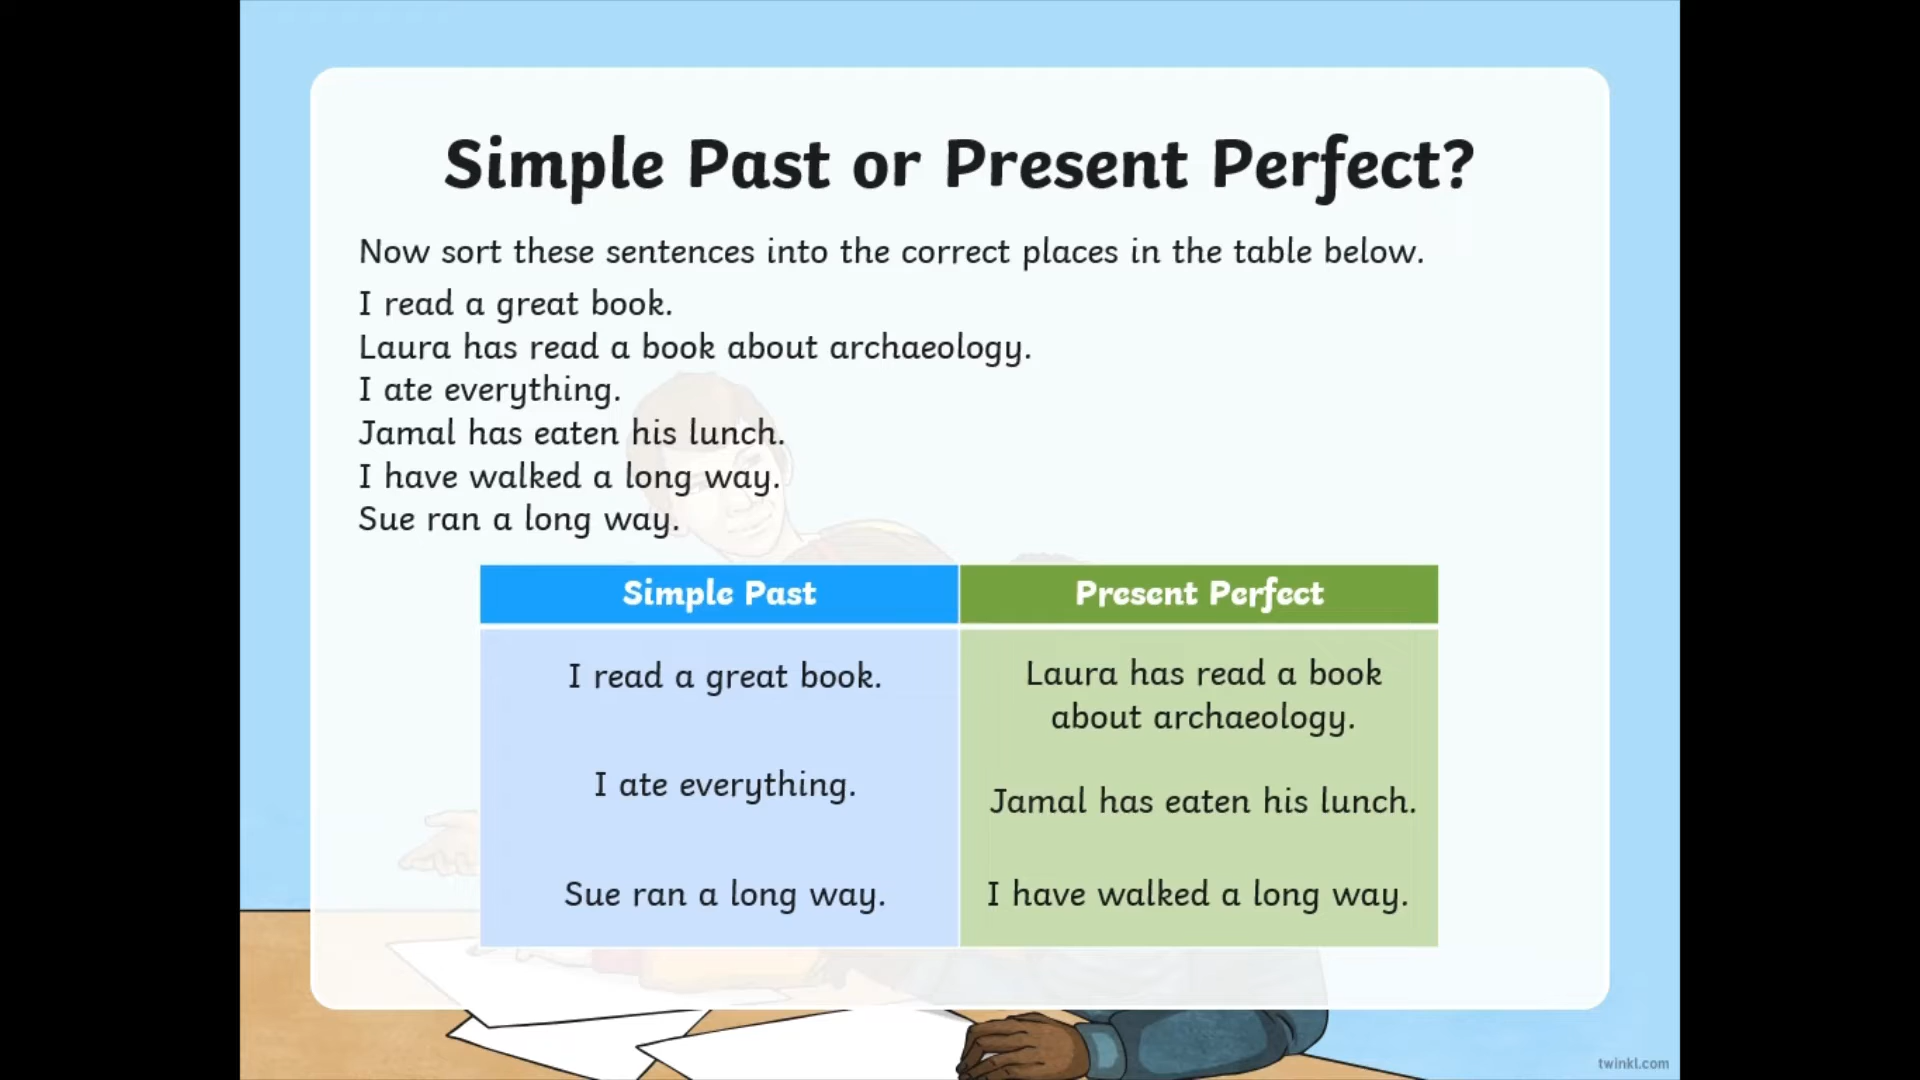 Simple Past or Present Perfect?
Now sort these sentences into the correct places in the table below.
I read a great book.
Laura has read a book about archaeology.
I ate everything.
Jamal has eaten his lunch.
I have walked a long way.
Sue ran a long way.
Simple Past
Present Perfect
I read a great book.
Laura has read a book
about archaeology.
I ate everything.
Jamal has eaten his lunch.
Sue ran a long way.
I have walked a long way.
twinkl.com